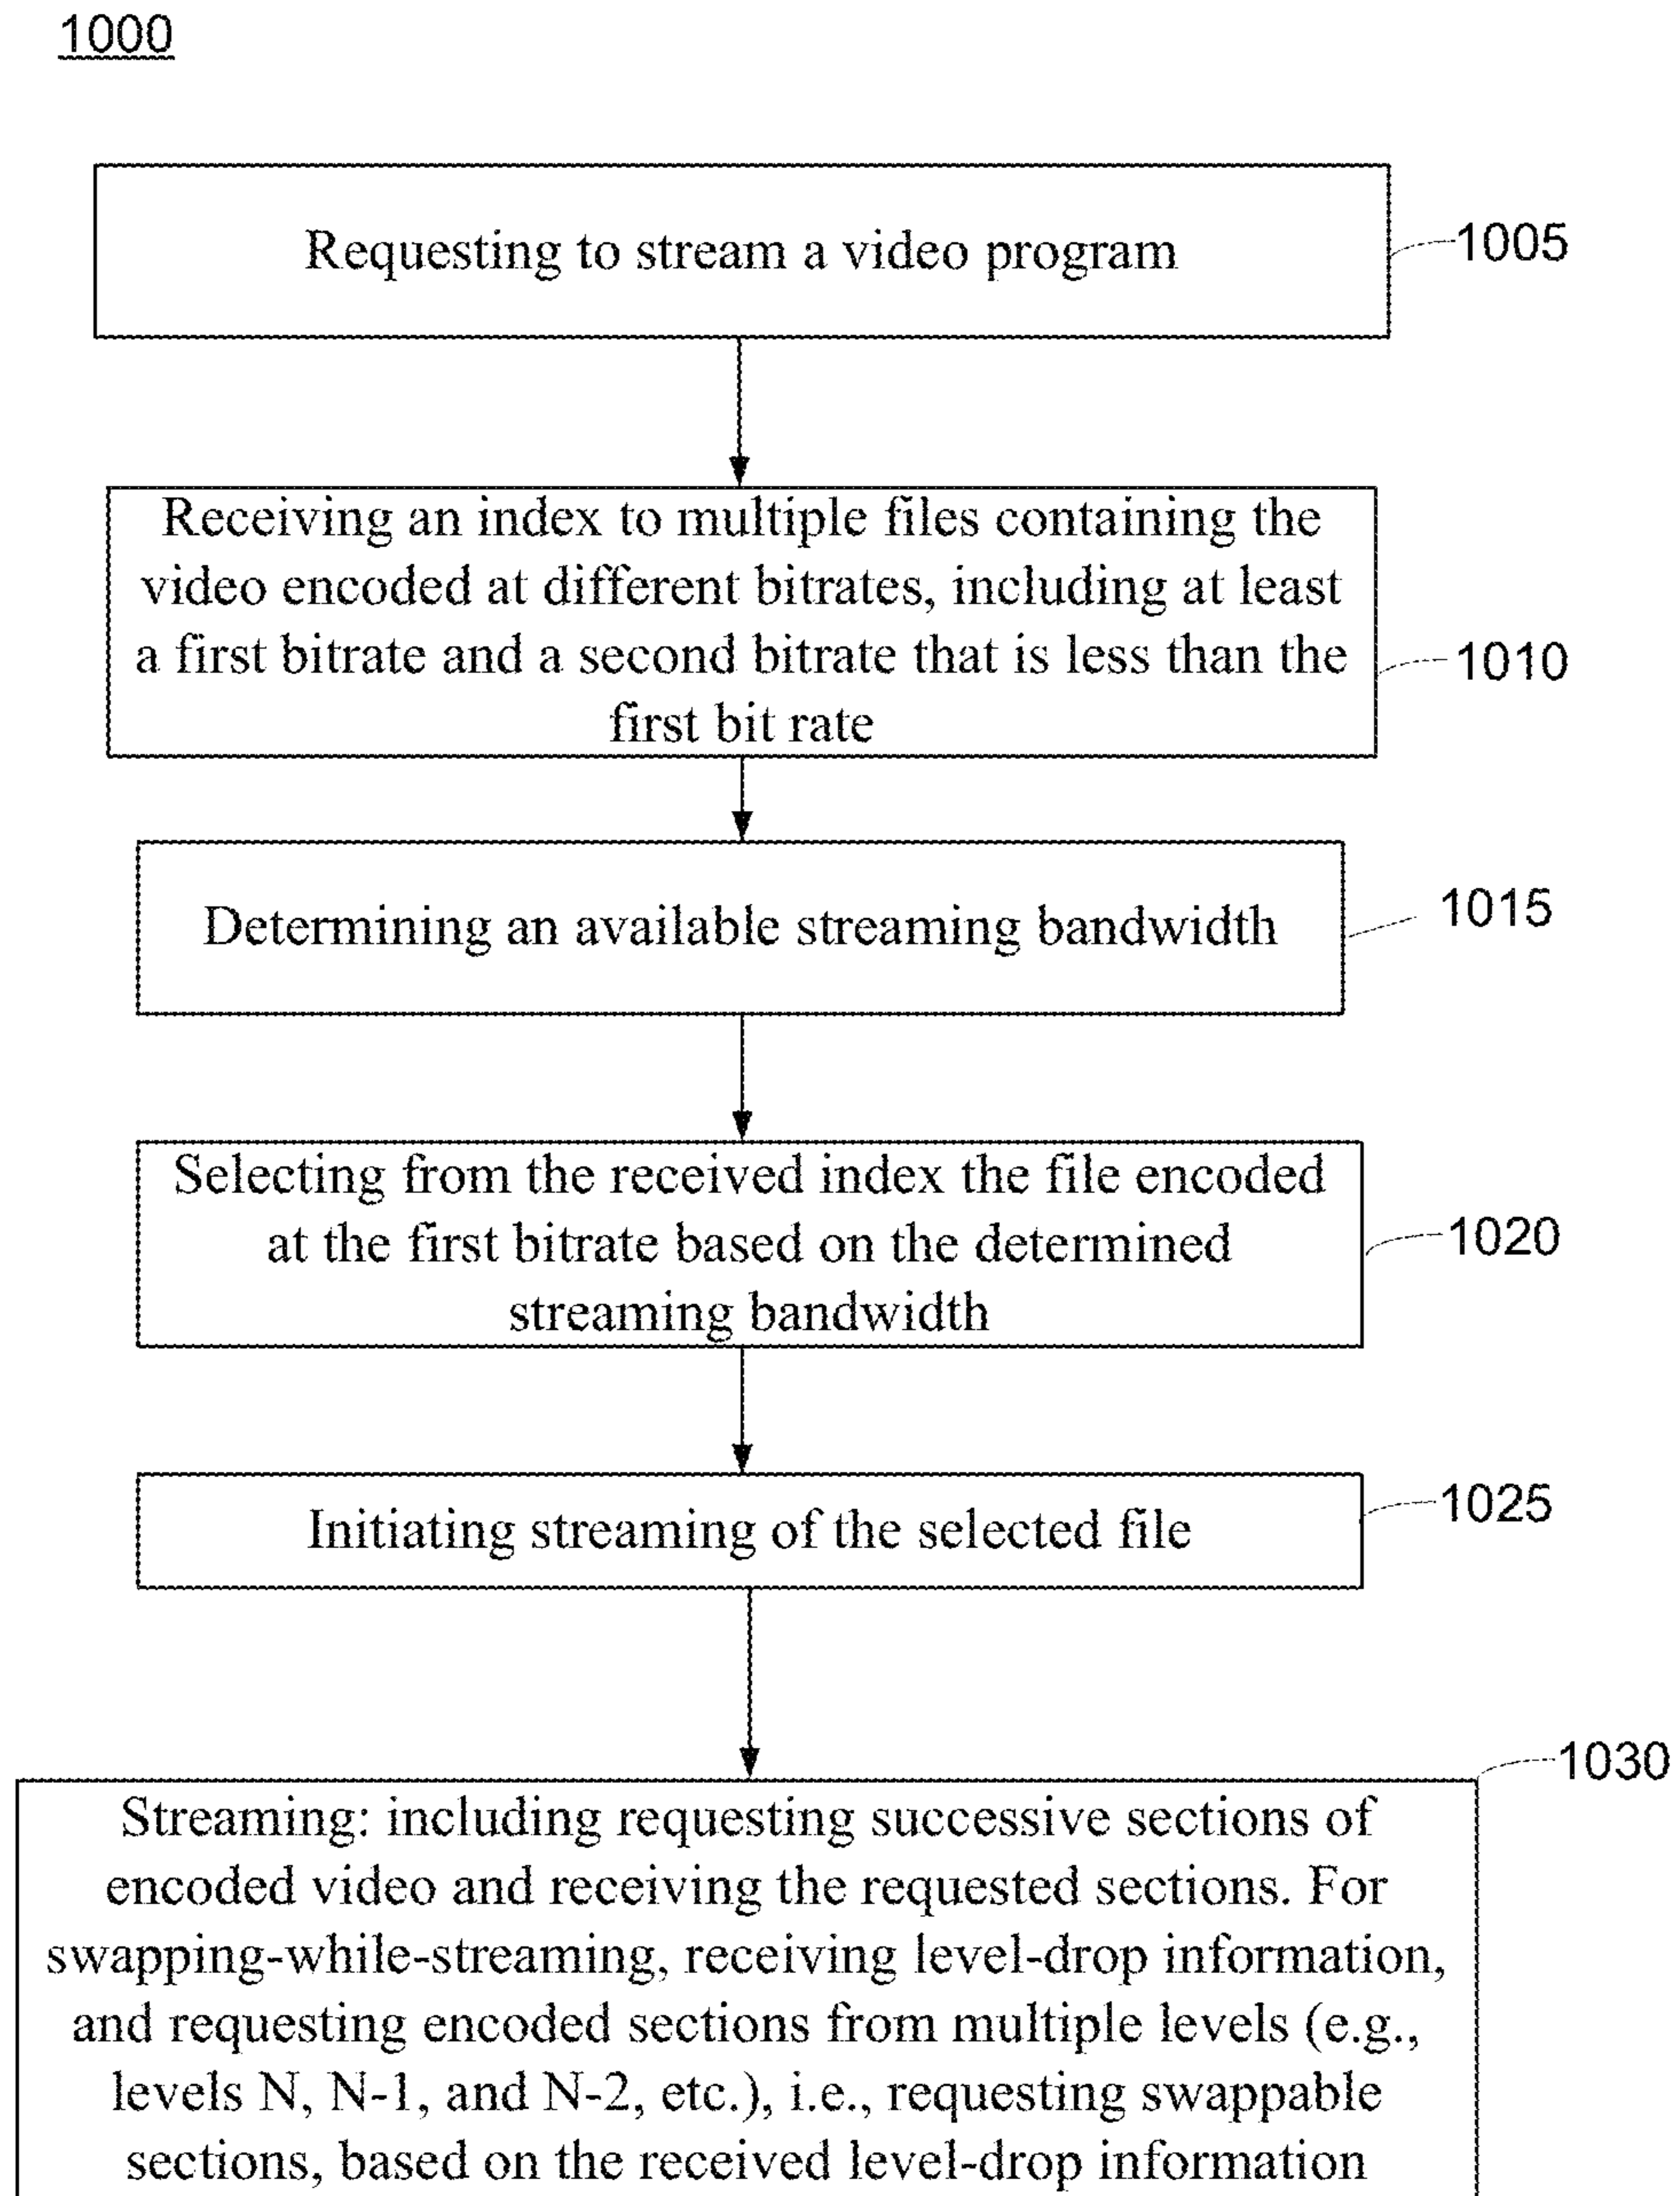 1000
Requesting to stream a video program
1005
Receiving an index to multiple files containing the
video encoded at different bitrates, including at least
a first bitrate and a second bitrate that is less than the
first bit rate
1010
Determining an available streaming bandwidth
1015
Selecting from the received index the file encoded
at the first bitrate based on the determined
streaming bandwidth
1020
Initiating streaming of the selected file
1025
1030
Streaming: including requesting successive sections of
encoded video and receiving the requested sections. For
swapping-while-streaming, receiving level-drop information,
and requesting encoded sections from multiple levels (e.g.,
levels N, N-1, and N-2, etc.), i.e., requesting swappable
sections, based on the received level-drop information